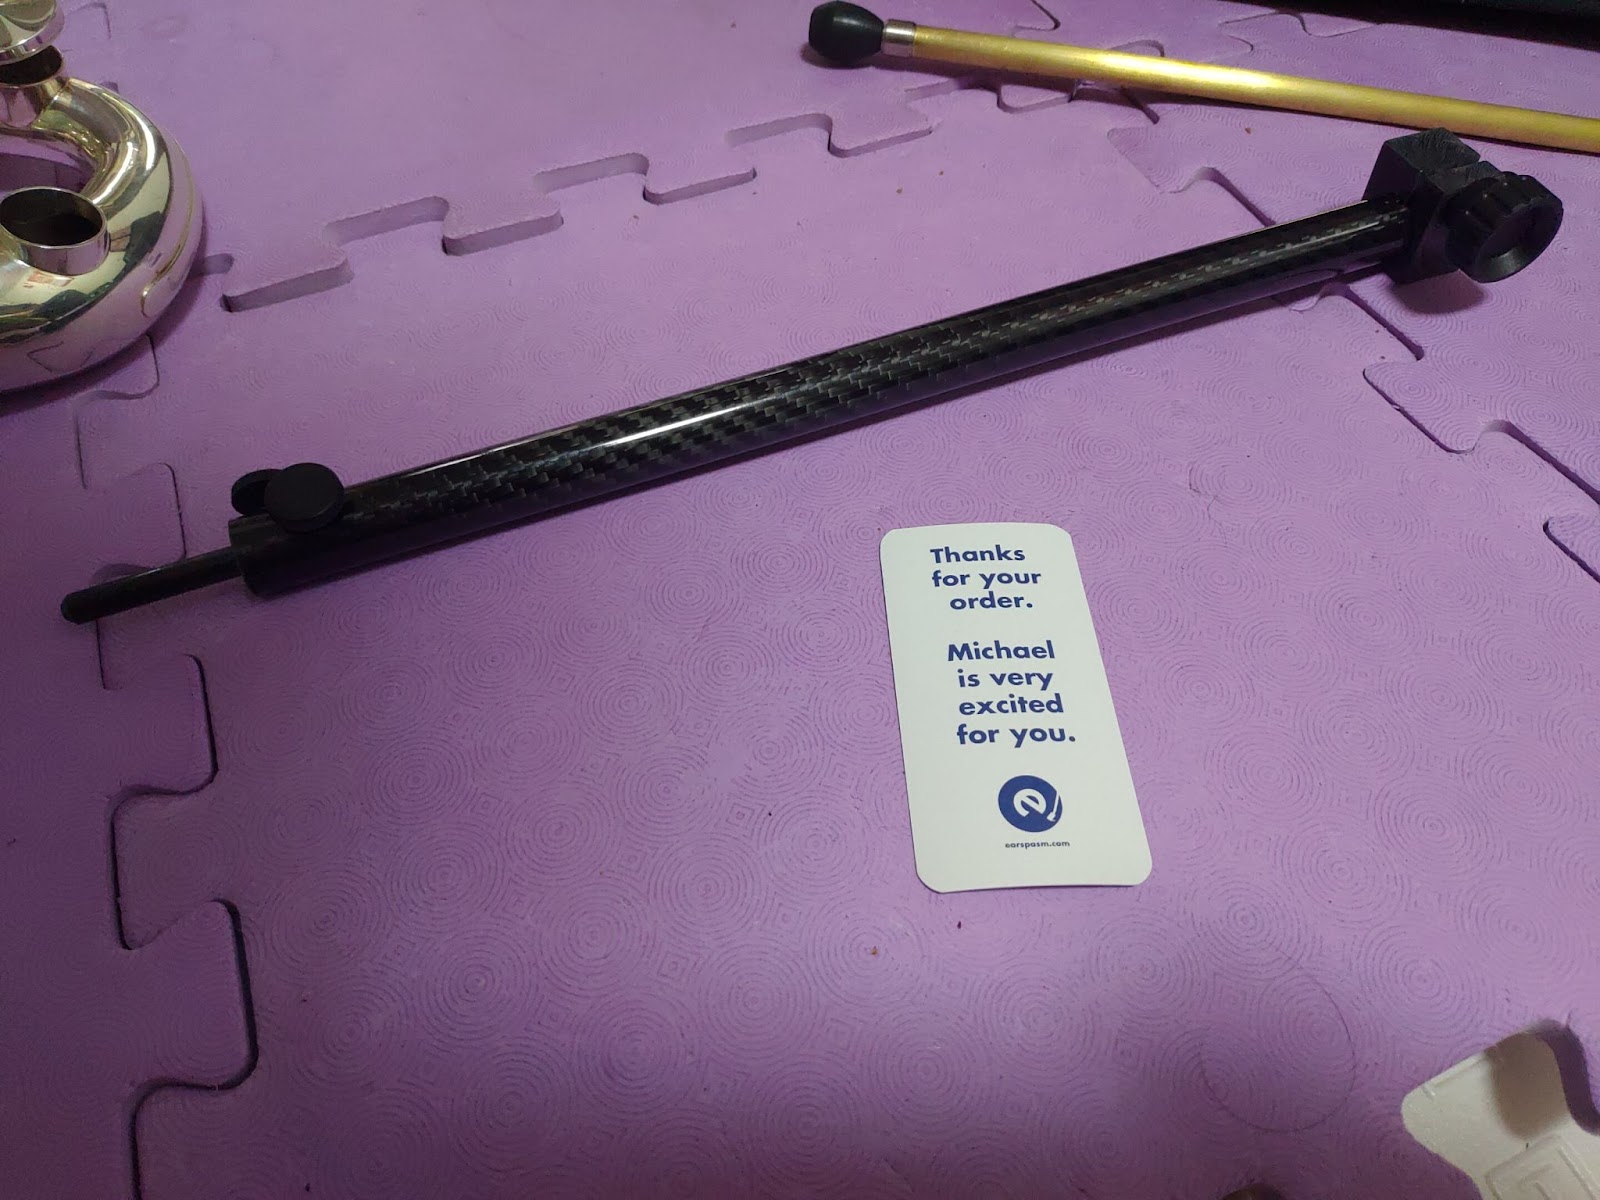 Thanks
for your
order.
Michael
is very
excited
for you.
e
earspasm.com